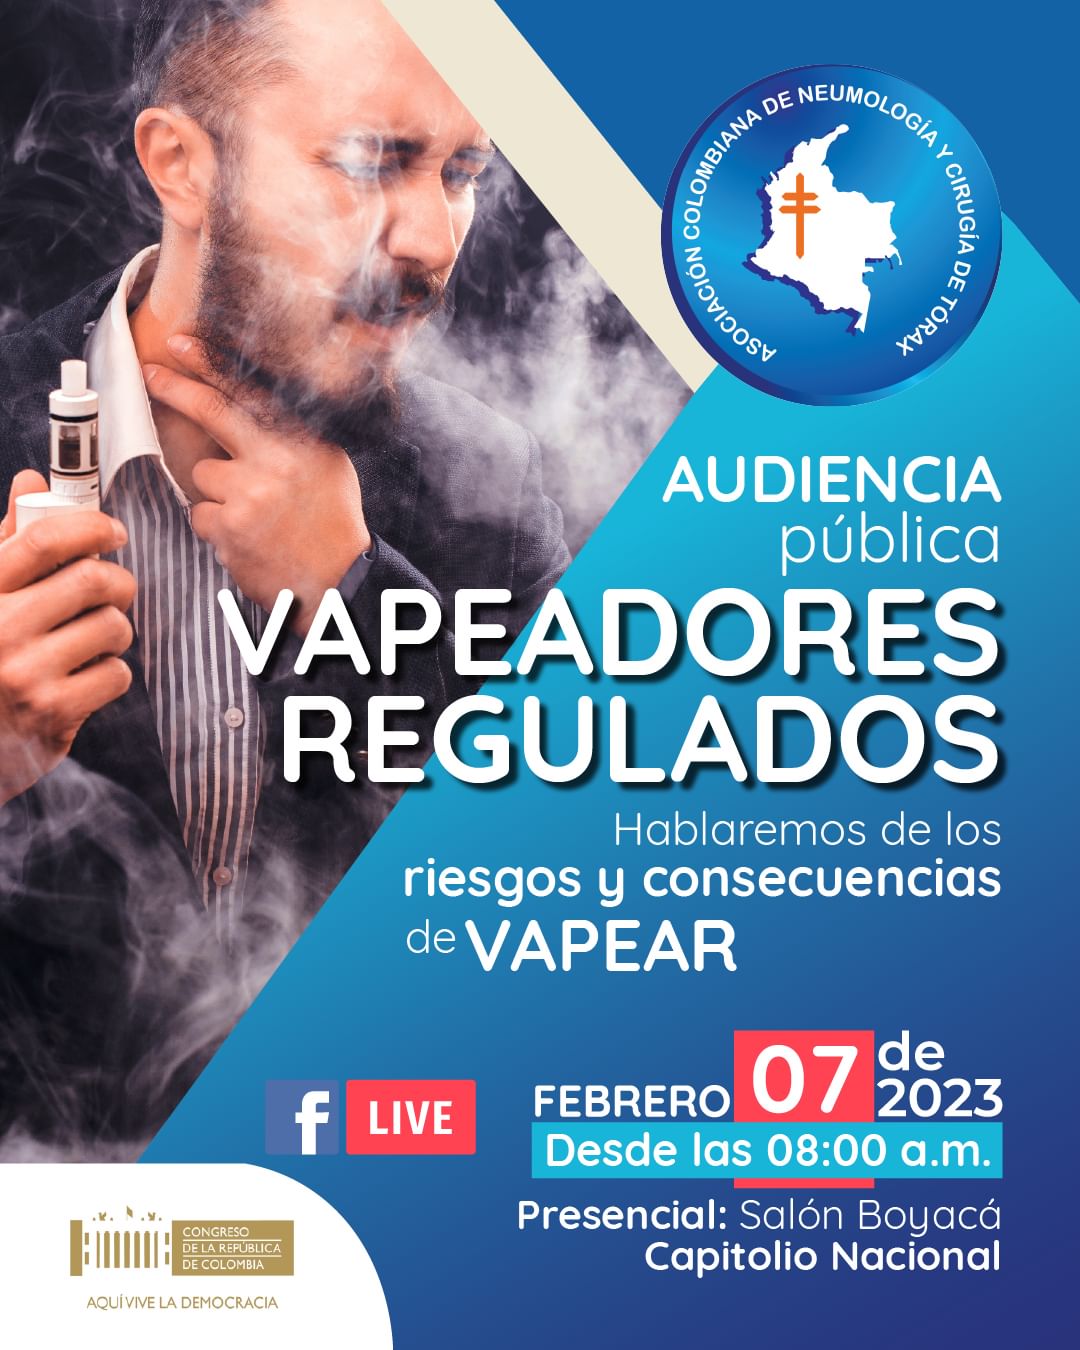 ASOCIACIÓN COLOMBIANA DE NEUMOLOGÍA Y CIRUGÍA DE TÓRAX
AUDIENCIA
pública
VAPEADORES
REGULADOS
Hablaremos de los
riesgos y consecuencias
de VAPEAR
FEBRERO 07 de 2023
Desde las 08:00 a.m.
f LIVE
Presencial: Salón Boyacá
Capitolio Nacional
CONGRESO
DE LA REPÚBLICA
DE COLOMBIA
AQUÍ VIVE LA DEMOCRACIA